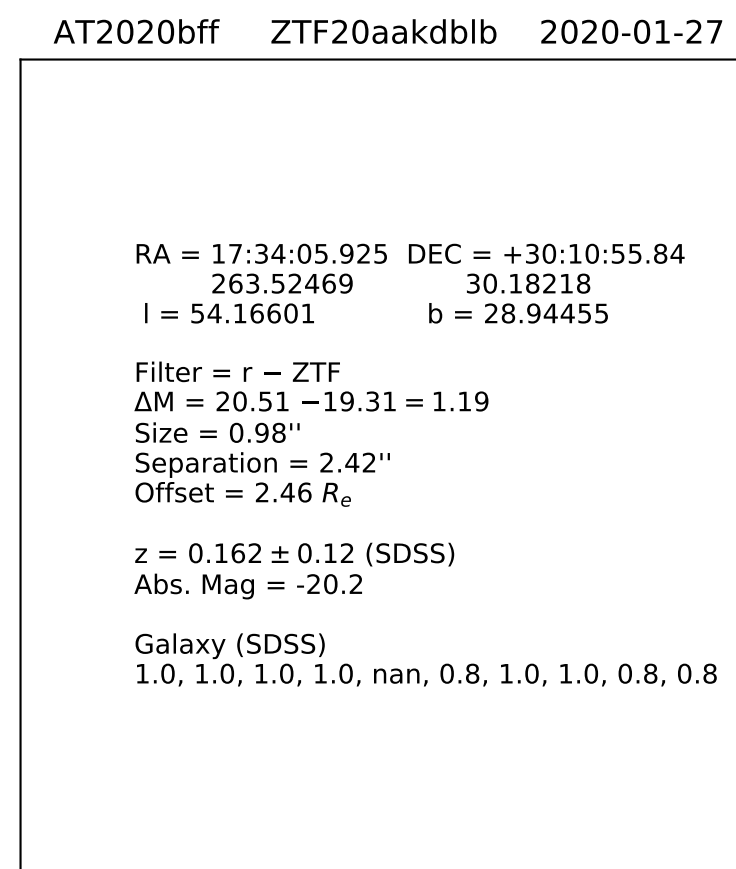 AT2020bff ZTF20aakdblb 2020-01-27
RA = 17:34:05.925 DEC = +30:10:55.84
263.52469 30.18218
l = 54.16601 b = 28.94455
Filter = r − ZTF
ΔM = 20.51 −19.31 = 1.19
Size = 0.98''
Separation = 2.42''
Offset = 2.46 Rₑ
z = 0.162 ± 0.12 (SDSS)
Abs. Mag = -20.2
Galaxy (SDSS)
1.0, 1.0, 1.0, 1.0, nan, 0.8, 1.0, 1.0, 0.8, 0.8